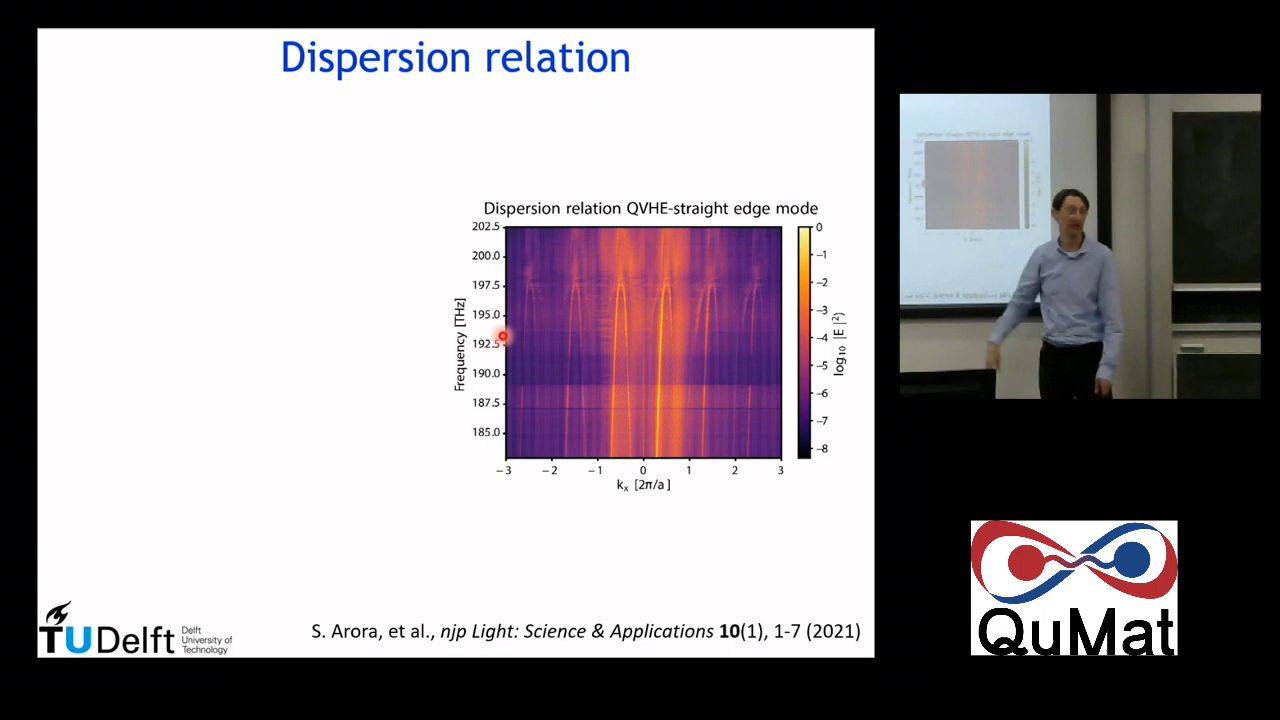 Dispersion relation
Dispersion relation QVHE-straight edge mode
202.5
200.0
197.5
195.0
192.5
190.0
187.5
185.0
Frequency [THz]
−3
−2
−1
0
1
2
3
kₓ [2π/a]
0
−1
−2
−3
−4
−5
−6
−7
−8
log₁₀ |E|²)
TUDelft
Delft
University of
Technology
S. Arora, et al., njp Light: Science & Applications 10(1), 1-7 (2021)
QuMat